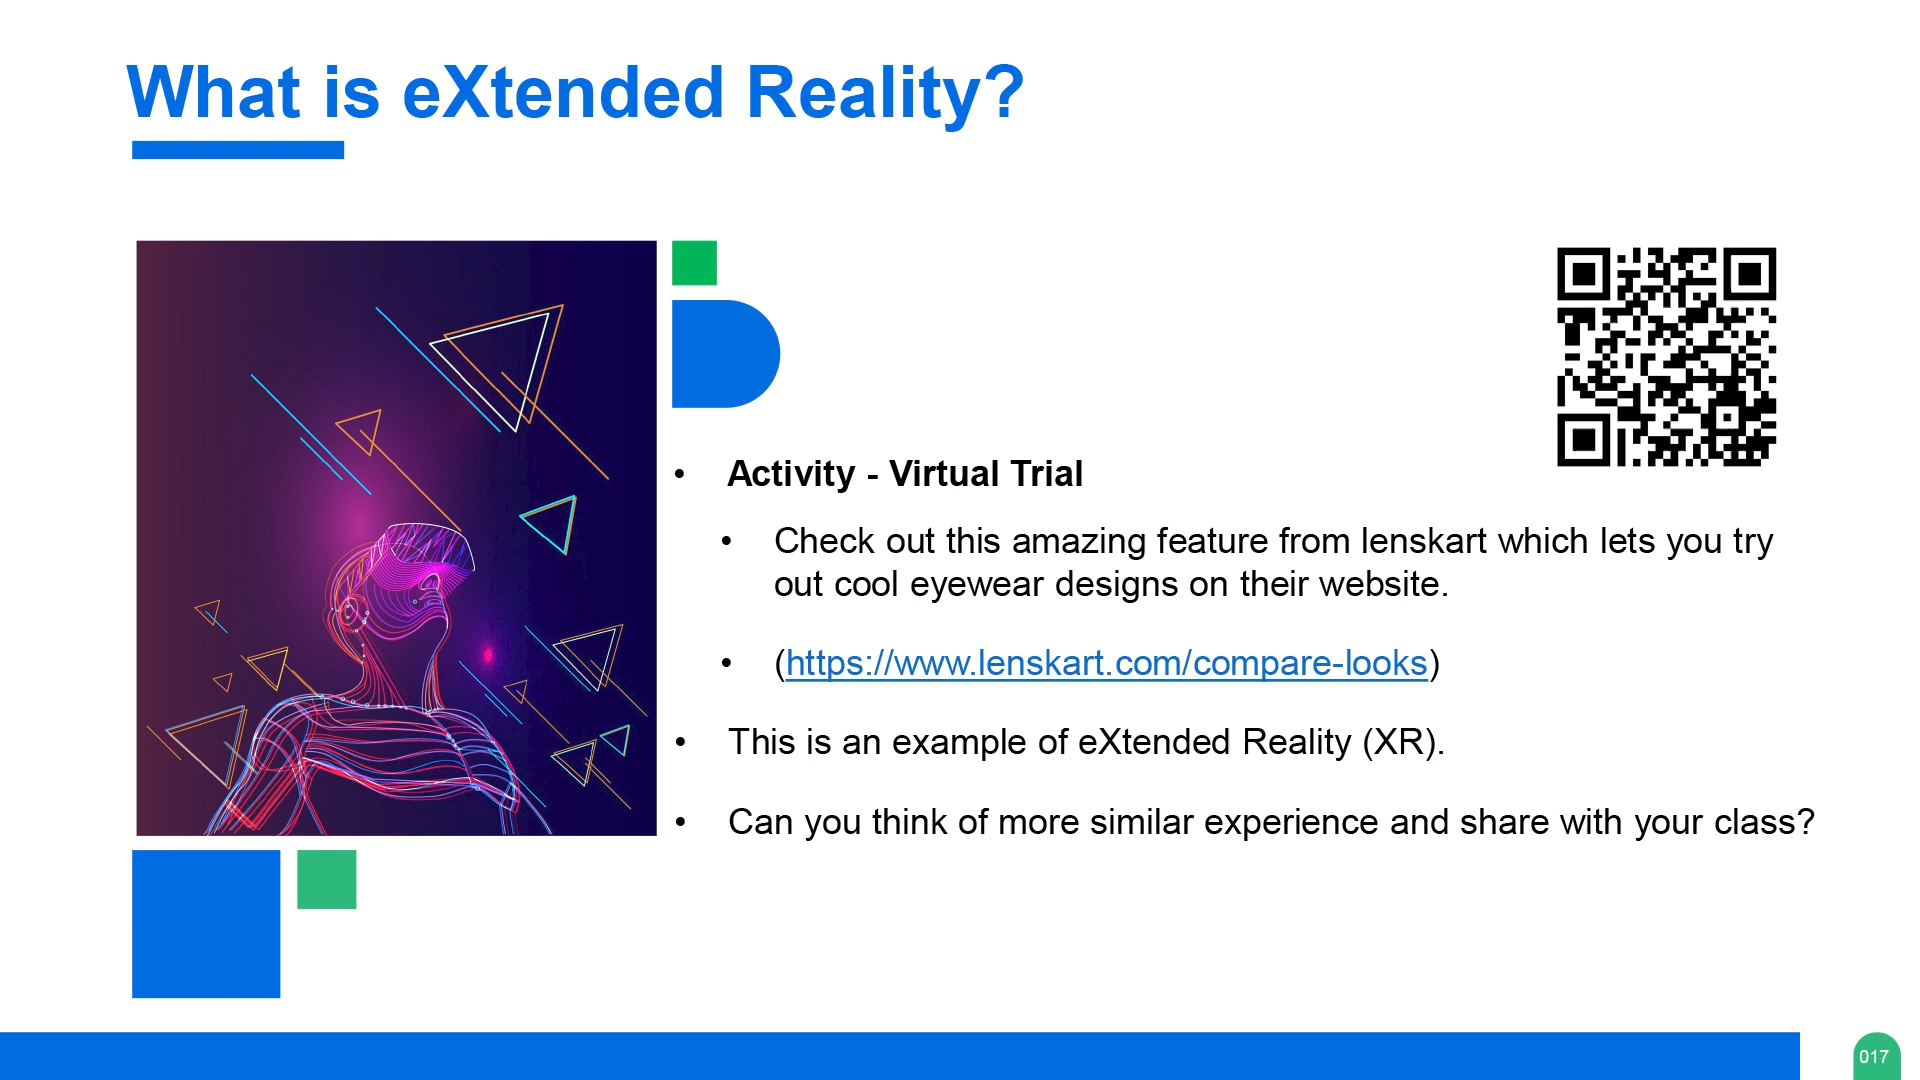 What is eXtended Reality?
• Activity - Virtual Trial
• Check out this amazing feature from lenskart which lets you try
out cool eyewear designs on their website.
• (https://www.lenskart.com/compare-looks)
• This is an example of eXtended Reality (XR).
• Can you think of more similar experience and share with your class?
017